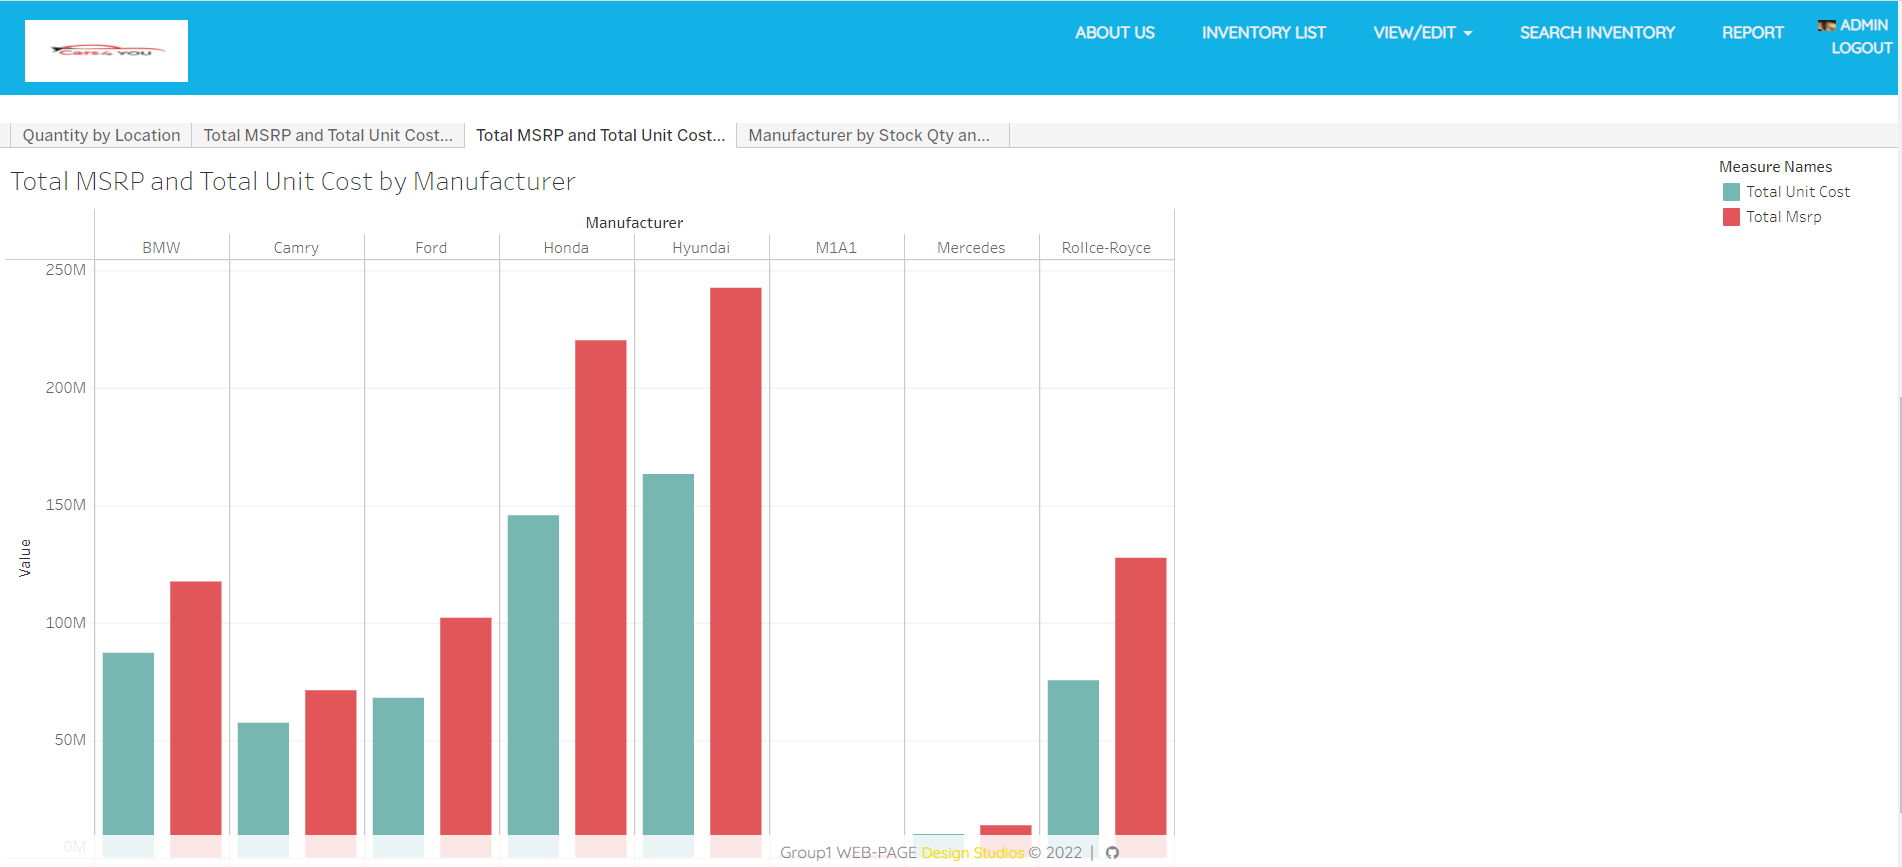 Cars4YOU
ABOUT US
INVENTORY LIST
VIEW/EDIT
SEARCH INVENTORY
REPORT
ADMIN
LOGOUT
Quantity by Location
Total MSRP and Total Unit Cost...
Total MSRP and Total Unit Cost...
Manufacturer by Stock Qty an...
Total MSRP and Total Unit Cost by Manufacturer
Measure Names
Total Unit Cost
Total Msrp
Manufacturer
BMW
Camry
Ford
Honda
Hyundai
M1A1
Mercedes
Rollce-Royce
250M
200M
150M
100M
50M
0M
Value
Group1 WEB-PAGE Design Studios © 2022 |